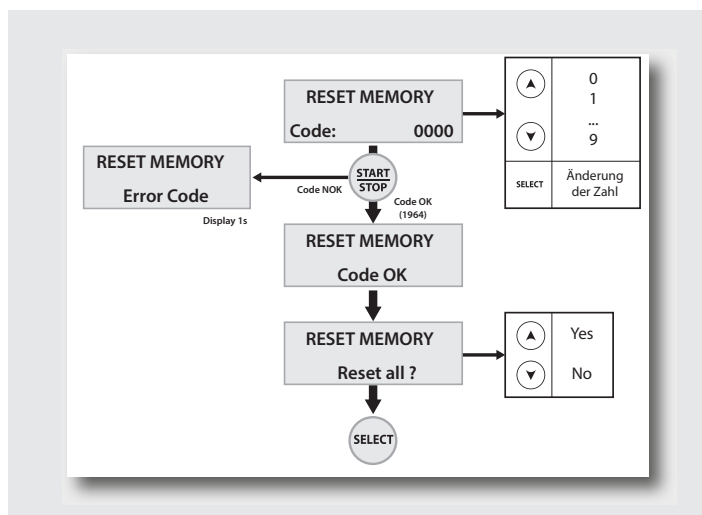 RESET MEMORY
Code: 0000
0
1
...
9
SELECT
Änderung
der Zahl
START
STOP
Code NOK
RESET MEMORY
Error Code
Display 1s
Code OK
(1964)
RESET MEMORY
Code OK
RESET MEMORY
Reset all ?
Yes
No
SELECT